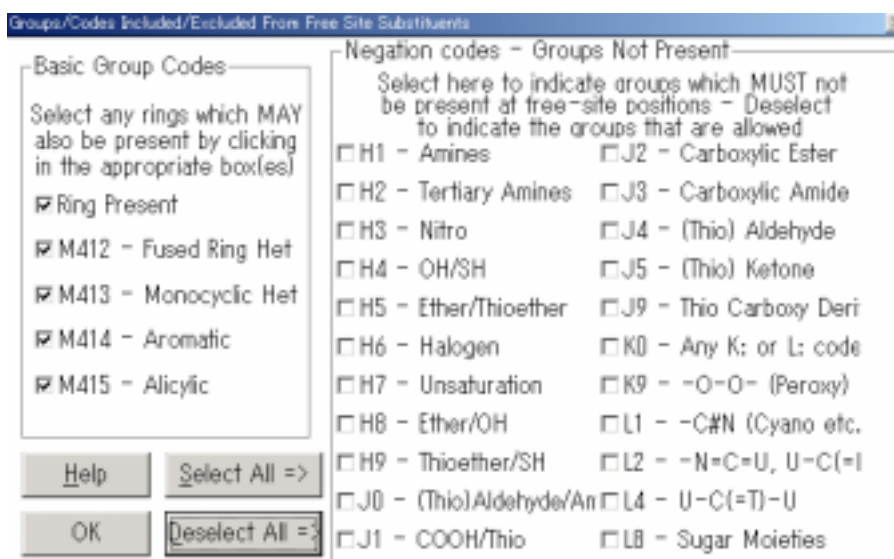 Groups/Codes Included/Excluded From Free Site Substituents
Basic Group Codes
Select any rings which MAY
also be present by clicking
in the appropriate box(es)
Ring Present
M412 - Fused Ring Het
M413 - Monocyclic Het
M414 - Aromatic
M415 - Alicylic
Help
Select All =>
OK
Deselect All =>
Negation codes - Groups Not Present
Select here to indicate groups which MUST not
be present at free-site positions - Deselect
to indicate the groups that are allowed
H1 - Amines
H2 - Tertiary Amines
H3 - Nitro
H4 - OH/SH
H5 - Ether/Thioether
H6 - Halogen
H7 - Unsaturation
H8 - Ether/OH
H9 - Thioether/SH
J0 - (Thio)Aldehyde/An
J1 - COOH/Thio
J2 - Carboxylic Ester
J3 - Carboxylic Amide
J4 - (Thio) Aldehyde
J5 - (Thio) Ketone
J9 - Thio Carboxy Deri
K0 - Any K: or L: code
K9 - -O-O- (Peroxy)
L1 - -C#N (Cyano etc.
L2 - -N=C=U, U-C(=I
L4 - U-C(=T)-U
L8 - Sugar Moieties